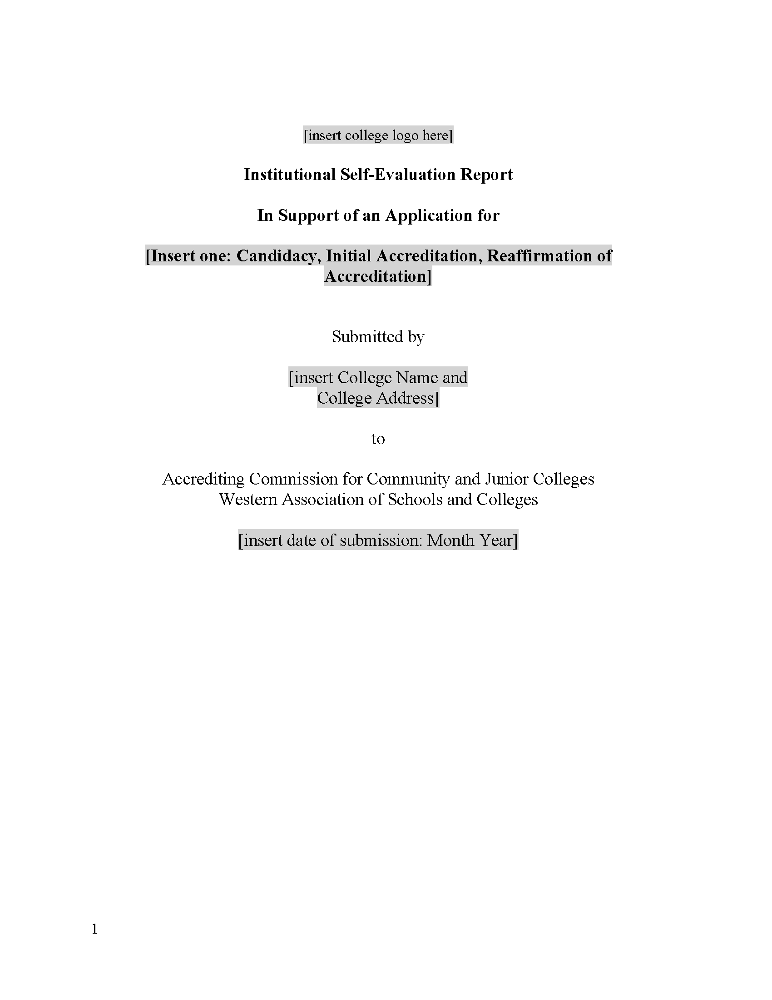 [insert college logo here]
Institutional Self-Evaluation Report
In Support of an Application for
[Insert one: Candidacy, Initial Accreditation, Reaffirmation of
Accreditation]
Submitted by
[insert College Name and
College Address]
to
Accrediting Commission for Community and Junior Colleges
Western Association of Schools and Colleges
[insert date of submission: Month Year]
1